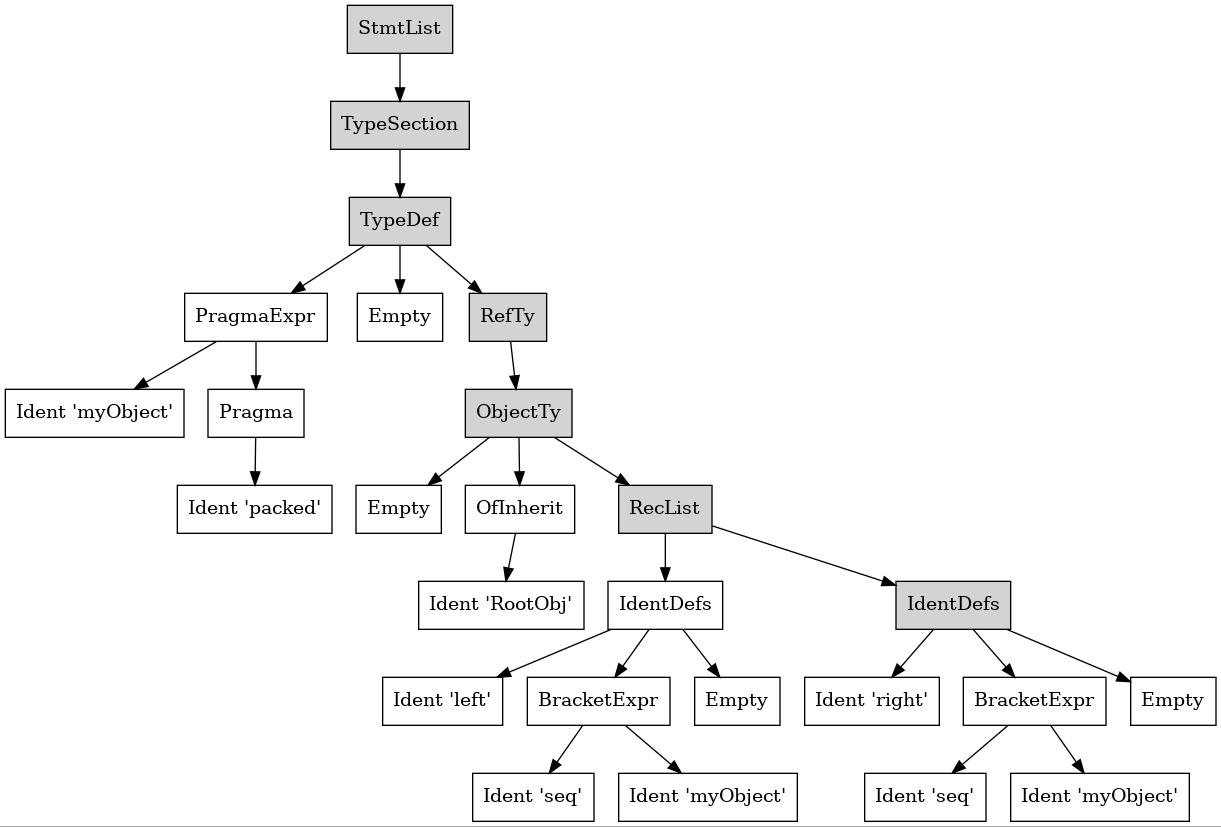 StmtList
TypeSection
TypeDef
PragmaExpr
Empty
RefTy
Ident 'myObject'
Pragma
ObjectTy
Ident 'packed'
Empty
OfInherit
RecList
Ident 'RootObj'
IdentDefs
IdentDefs
Ident 'left'
BracketExpr
Empty
Ident 'right'
BracketExpr
Empty
Ident 'seq'
Ident 'myObject'
Ident 'seq'
Ident 'myObject'